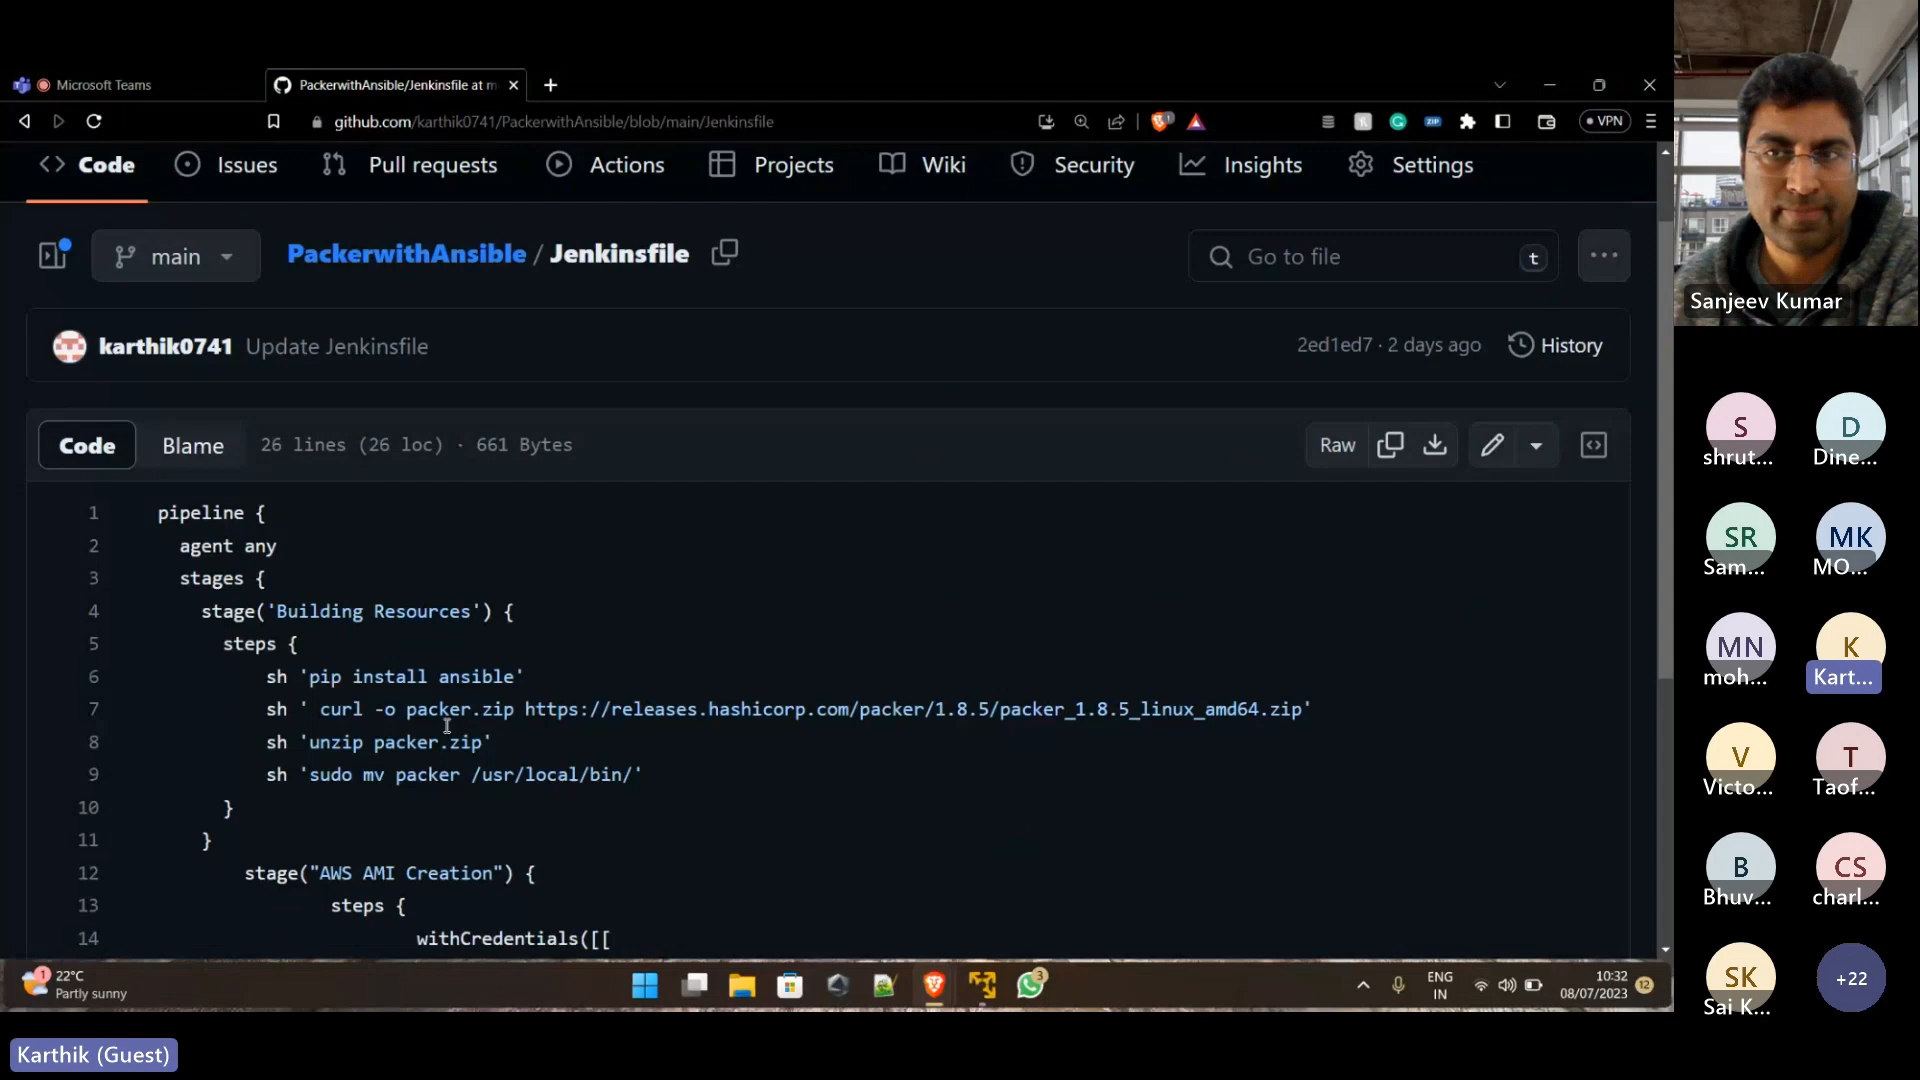 Microsoft Teams
PackerwithAnsible/Jenkinsfile at m
github.com/karthik0741/PackerwithAnsible/blob/main/Jenkinsfile
1
ZIP
VPN
Code
Issues
Pull requests
Actions
Projects
Wiki
Security
Insights
Settings
main
PackerwithAnsible / Jenkinsfile
Go to file
t
karthik0741 Update Jenkinsfile
2ed1ed7 · 2 days ago
History
Code
Blame
26 lines (26 loc) · 661 Bytes
Raw
1 pipeline {
2 agent any
3 stages {
4 stage('Building Resources') {
5 steps {
6 sh 'pip install ansible'
7 sh ' curl -o packer.zip https://releases.hashicorp.com/packer/1.8.5/packer_1.8.5_linux_amd64.zip'
8 sh 'unzip packer.zip'
9 sh 'sudo mv packer /usr/local/bin/'
10 }
11 }
12 stage("AWS AMI Creation") {
13 steps {
14 withCredentials([[
1
22°C
Partly sunny
3
ENG
IN
10:32
08/07/2023
12
Karthik (Guest)
Sanjeev Kumar
S
shrut...
D
Dine...
SR
Sam...
MK
MO...
MN
moh...
K
Kart...
V
Victo...
T
Taof...
B
Bhuv...
CS
charl...
SK
Sai K...
+22